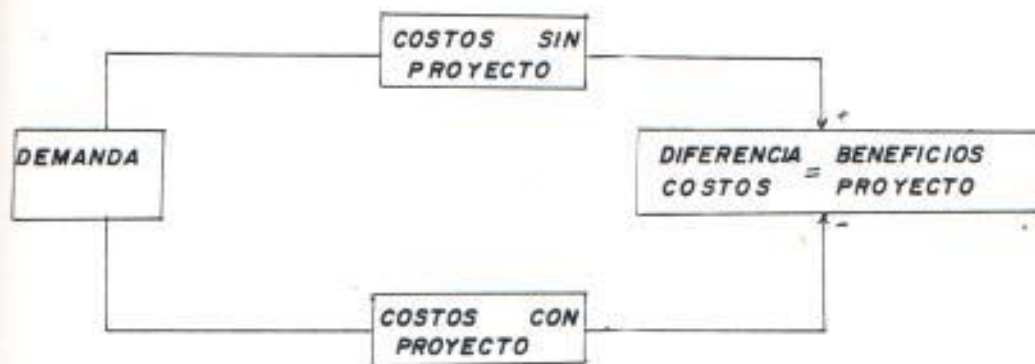 COSTOS SIN
PROYECTO
+
DEMANDA
DIFERENCIA = BENEFICIOS
COSTOS PROYECTO
-
COSTOS CON
PROYECTO